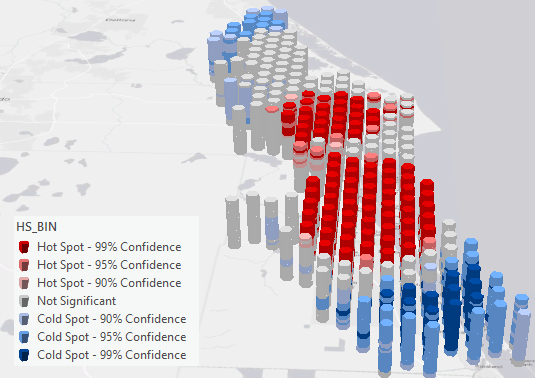 HS_BIN
Hot Spot - 99% Confidence
Hot Spot - 95% Confidence
Hot Spot - 90% Confidence
Not Significant
Cold Spot - 90% Confidence
Cold Spot - 95% Confidence
Cold Spot - 99% Confidence